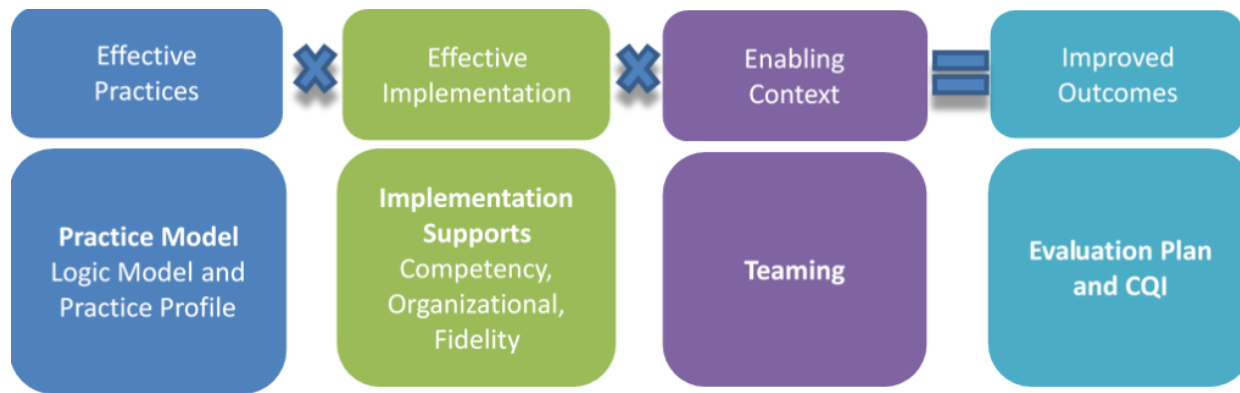 Effective
Practices
Effective
Implementation
Enabling
Context
Improved
Outcomes
Practice Model
Logic Model and
Practice Profile
Implementation
Supports
Competency,
Organizational,
Fidelity
Teaming
Evaluation Plan
and CQI